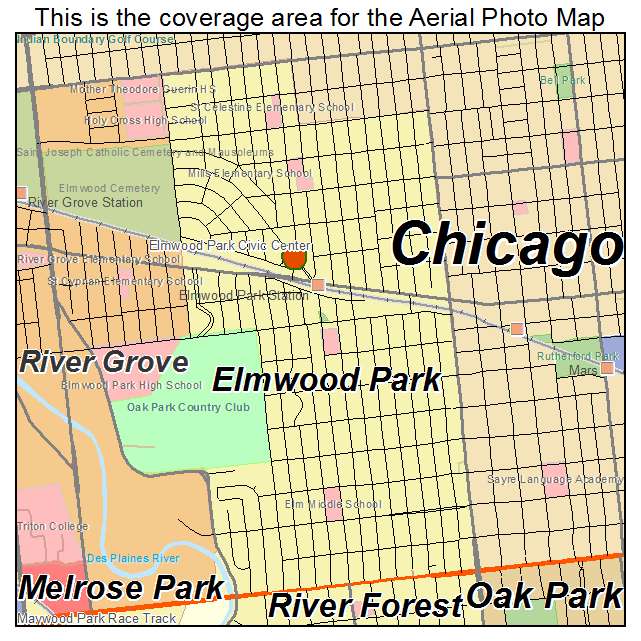 This is the coverage area for the Aerial Photo Map
Indian Boundary Golf Course
Bell Park
Mother Theodore Guerin H S
St Celestine Elementary School
Holy Cross High School
Saint Joseph Catholic Cemetery and Mausoleums
Mills Elementary School
Elmwood Cemetery
River Grove Station
Chicago
Elmwood Park Civic Center
River Grove Elementary School
St Cyprian Elementary School
Elmwood Park Station
River Grove
Rutherford Park
Mars
Elmwood Park
Elmwood Park High School
Oak Park Country Club
Sayre Language Academy
Elm Middle School
Triton College
Des Plaines River
Melrose Park
River Forest
Oak Park
Maywood Park Race Track